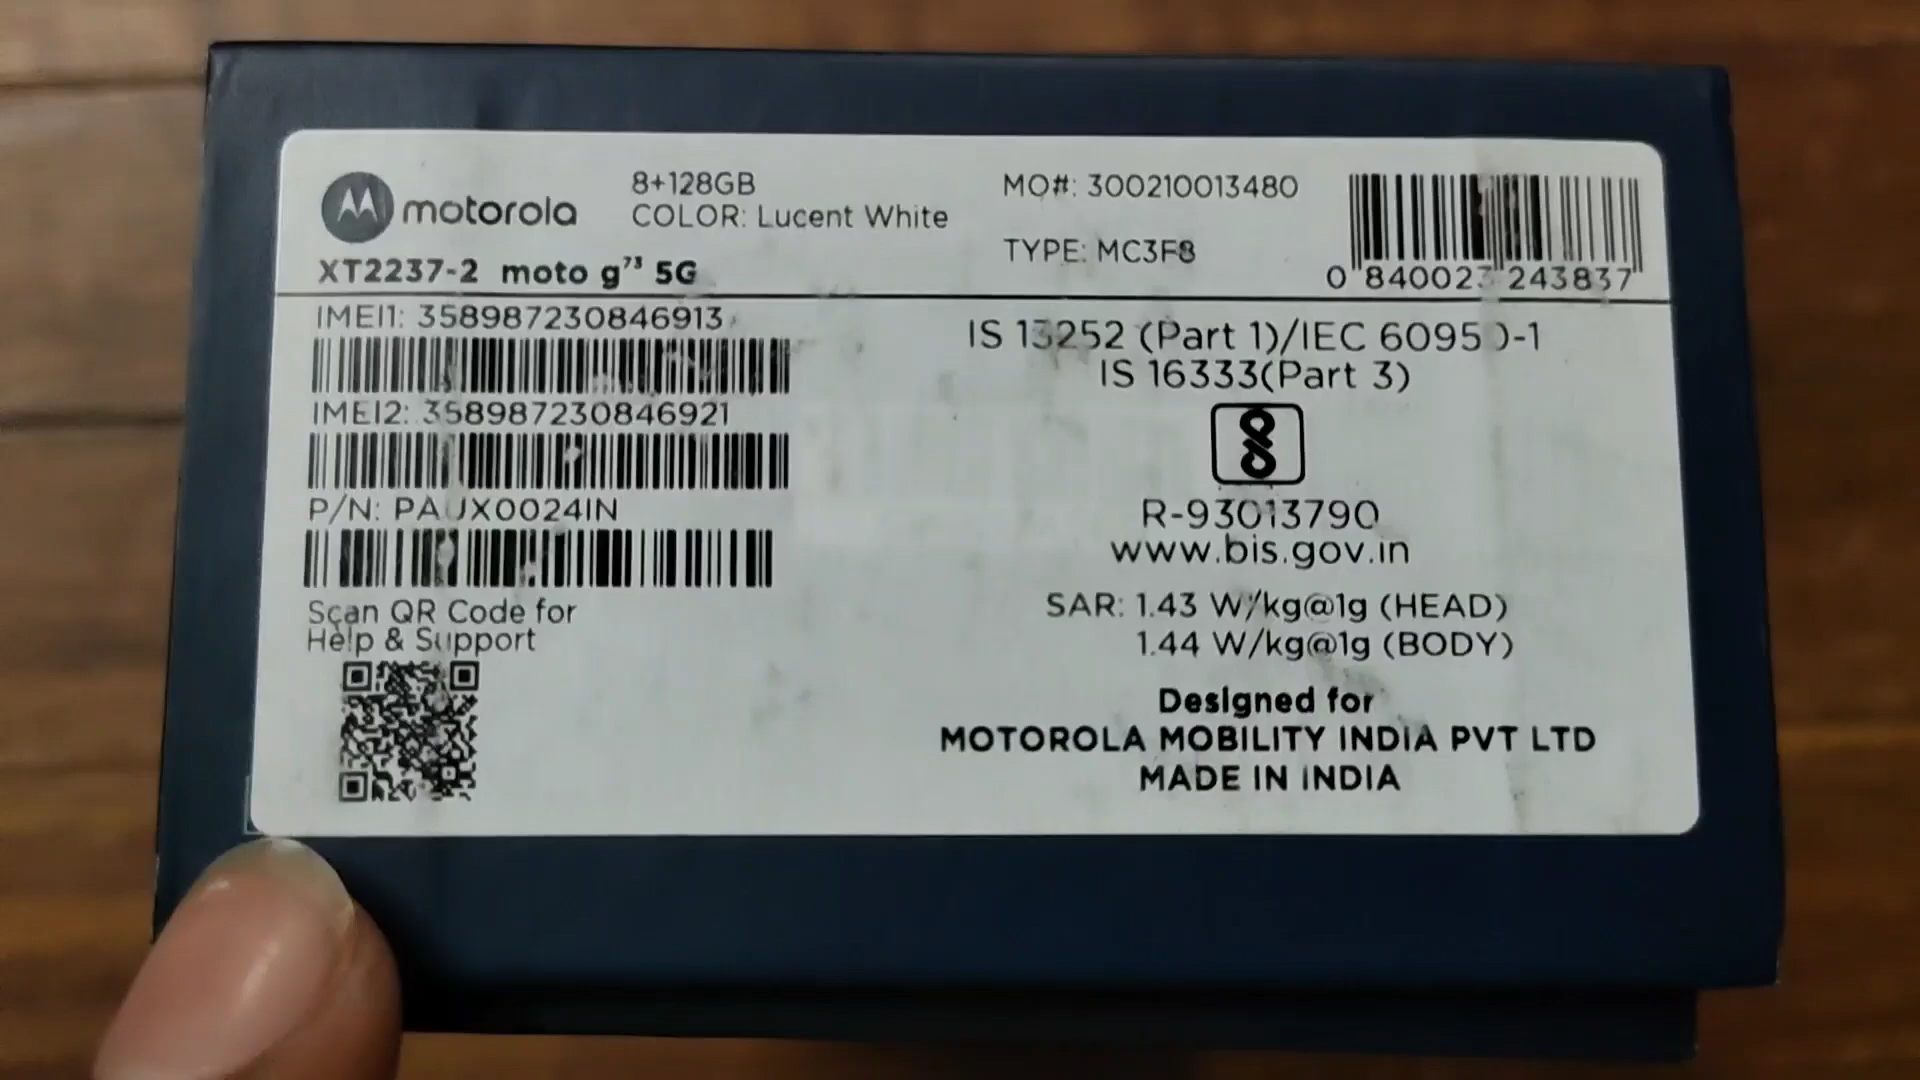 motorola
8+128GB
COLOR: Lucent White
XT2237-2 moto g73 5G
MO#: 300210013480
TYPE: MC3F8
0 840023 243837
IMEI1: 358987230846913
IMEI2: 358987230846921
P/N: PAUX0024IN
Scan QR Code for
Help & Support
IS 13252 (Part 1)/IEC 60950-1
IS 16333(Part 3)
R-93013790
www.bis.gov.in
SAR: 1.43 W/kg@1g (HEAD)
1.44 W/kg@1g (BODY)
Designed for
MOTOROLA MOBILITY INDIA PVT LTD
MADE IN INDIA